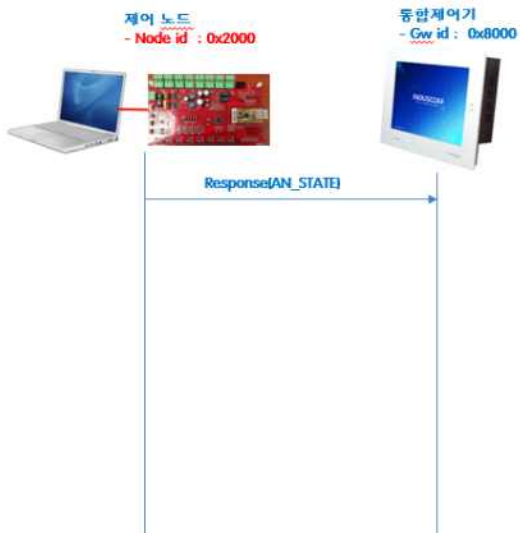 제어 노드
- Node id : 0x2000
통합제어기
- Gw id : 0x8000
Response(AN_STATE)